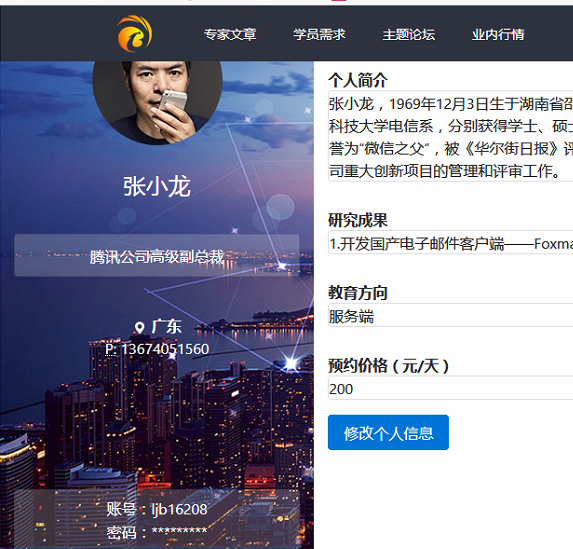 专家文章 学员需求 主题论坛 业内行情
张小龙
腾讯公司高级副总裁
广东
P: 13674051560
账号：ljb16208
密码：*********
个人简介
张小龙，1969年12月3日生于湖南省邵
科技大学电信系，分别获得学士、硕士
誉为“微信之父”，被《华尔街日报》评
司重大创新项目的管理和评审工作。
研究成果
1.开发国产电子邮件客户端——Foxma
教育方向
服务端
预约价格（元/天）
200
修改个人信息